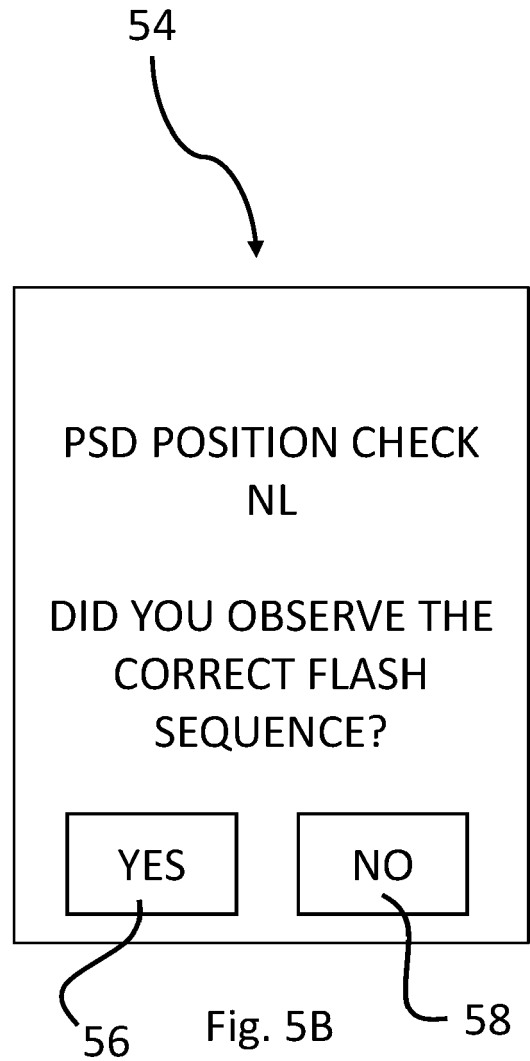 54
PSD POSITION CHECK
NL
DID YOU OBSERVE THE
CORRECT FLASH
SEQUENCE?
YES NO
56 Fig. 5B 58